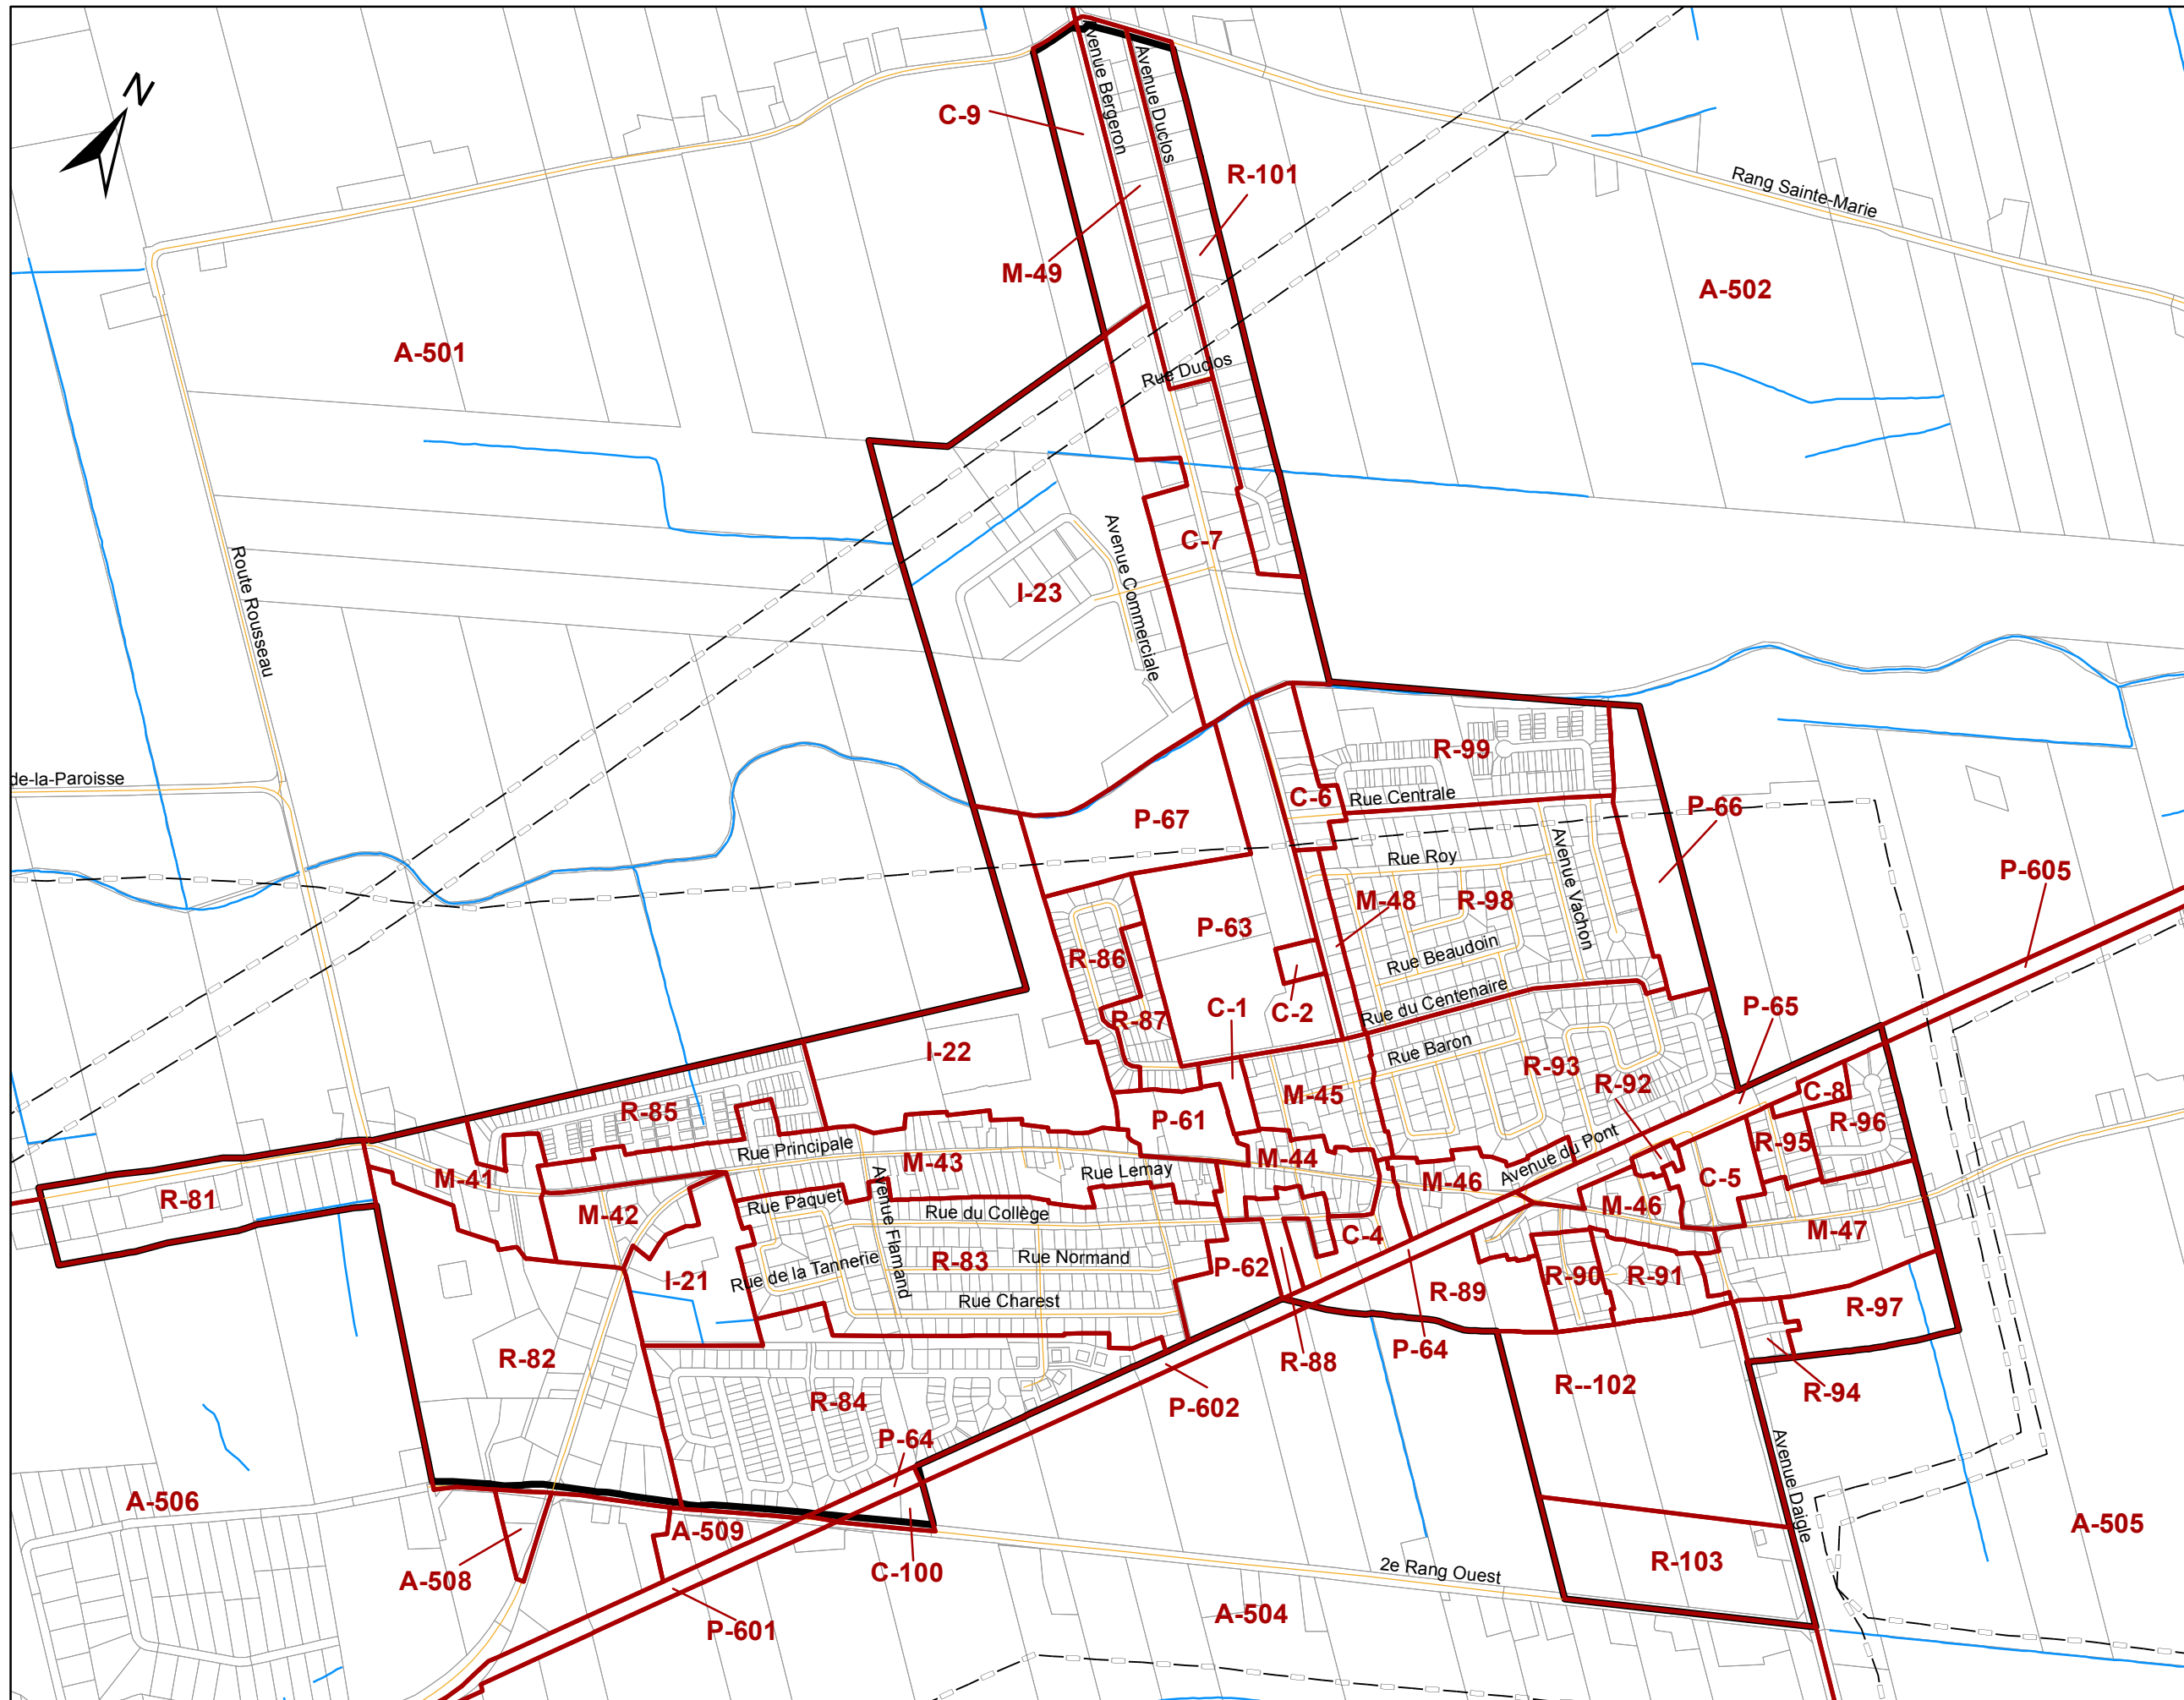 N
Avenue Duclos
C-9
venue Bergeron
R-101
Rang Sainte-Marie
M-49
A-502
A-501
Rue Duclos
C-7
Avenue Commerciale
I-23
Route Rousseau
R-99
de-la-Paroisse
C-6
Rue Centrale
P-66
P-67
Avenue Vachon
Rue Roy
P-605
M-48
R-98
P-63
R-86
Rue Beaudoin
Rue du Centenaire
C-1
C-2
P-65
R-87
I-22
Rue Baron
R-93
R-92
C-8
M-45
R-85
P-61
R-96
Rue Principale
R-95
M-43
Rue Lemay
M-44
Avenue du Pont
M-41
M-46
C-5
R-81
Rue Paquet
Avenue Flamand
M-46
M-42
Rue du Collège
C-4
M-47
Rue Normand
R-83
Rue de la Tannerie
P-62
I-21
R-90
R-91
R-89
Rue Charest
R-97
R-82
R-88
P-64
R--102
R-94
R-84
P-602
P-64
Avenue Daigle
A-506
A-509
A-505
A-508
C-100
2e Rang Ouest
R-103
A-504
P-601